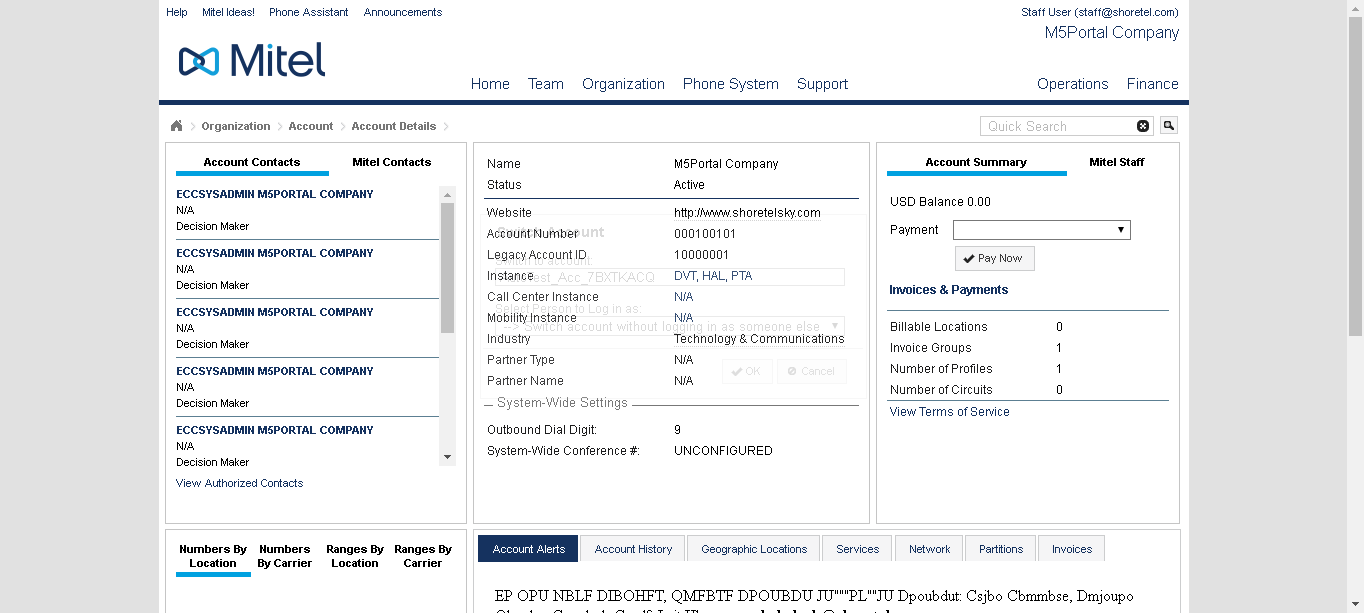 Help Mitel Ideas! Phone Assistant Announcements Staff User (staff@shoretel.com)
M5Portal Company
Mitel
Home Team Organization Phone System Support Operations Finance
Organization Account Account Details Quick Search
Account Contacts Mitel Contacts
ECCSYSADMIN M5PORTAL COMPANY
N/A
Decision Maker
ECCSYSADMIN M5PORTAL COMPANY
N/A
Decision Maker
ECCSYSADMIN M5PORTAL COMPANY
N/A
Decision Maker
ECCSYSADMIN M5PORTAL COMPANY
N/A
Decision Maker
ECCSYSADMIN M5PORTAL COMPANY
N/A
Decision Maker
View Authorized Contacts
Name M5Portal Company
Status Active
Website http://www.shoretelsky.com
Account Number 000100101
Legacy Account ID 10000001
Instance DVT, HAL, PTA
Call Center Instance N/A
Mobility Instance N/A
Industry Technology & Communications
Partner Type N/A
Partner Name N/A
System-Wide Settings
Outbound Dial Digit: 9
System-Wide Conference #: UNCONFIGURED
Switch Account
Switch to account:
Test_Acc_7BXTKACQ
Select Person to Log In as:
--> Switch account without logging in as someone else
OK Cancel
Account Summary Mitel Staff
USD Balance 0.00
Payment
Pay Now
Invoices & Payments
Billable Locations 0
Invoice Groups 1
Number of Profiles 1
Number of Circuits 0
View Terms of Service
Numbers By Location Numbers By Carrier Ranges By Location Ranges By Carrier
Account Alerts Account History Geographic Locations Services Network Partitions Invoices
EP OPU NBLF DIBOHFT, QMFBTF DPOUBDU JU"""PL""JU Dpoubdut: Csjbo Cbmmbse, Dmjoupo